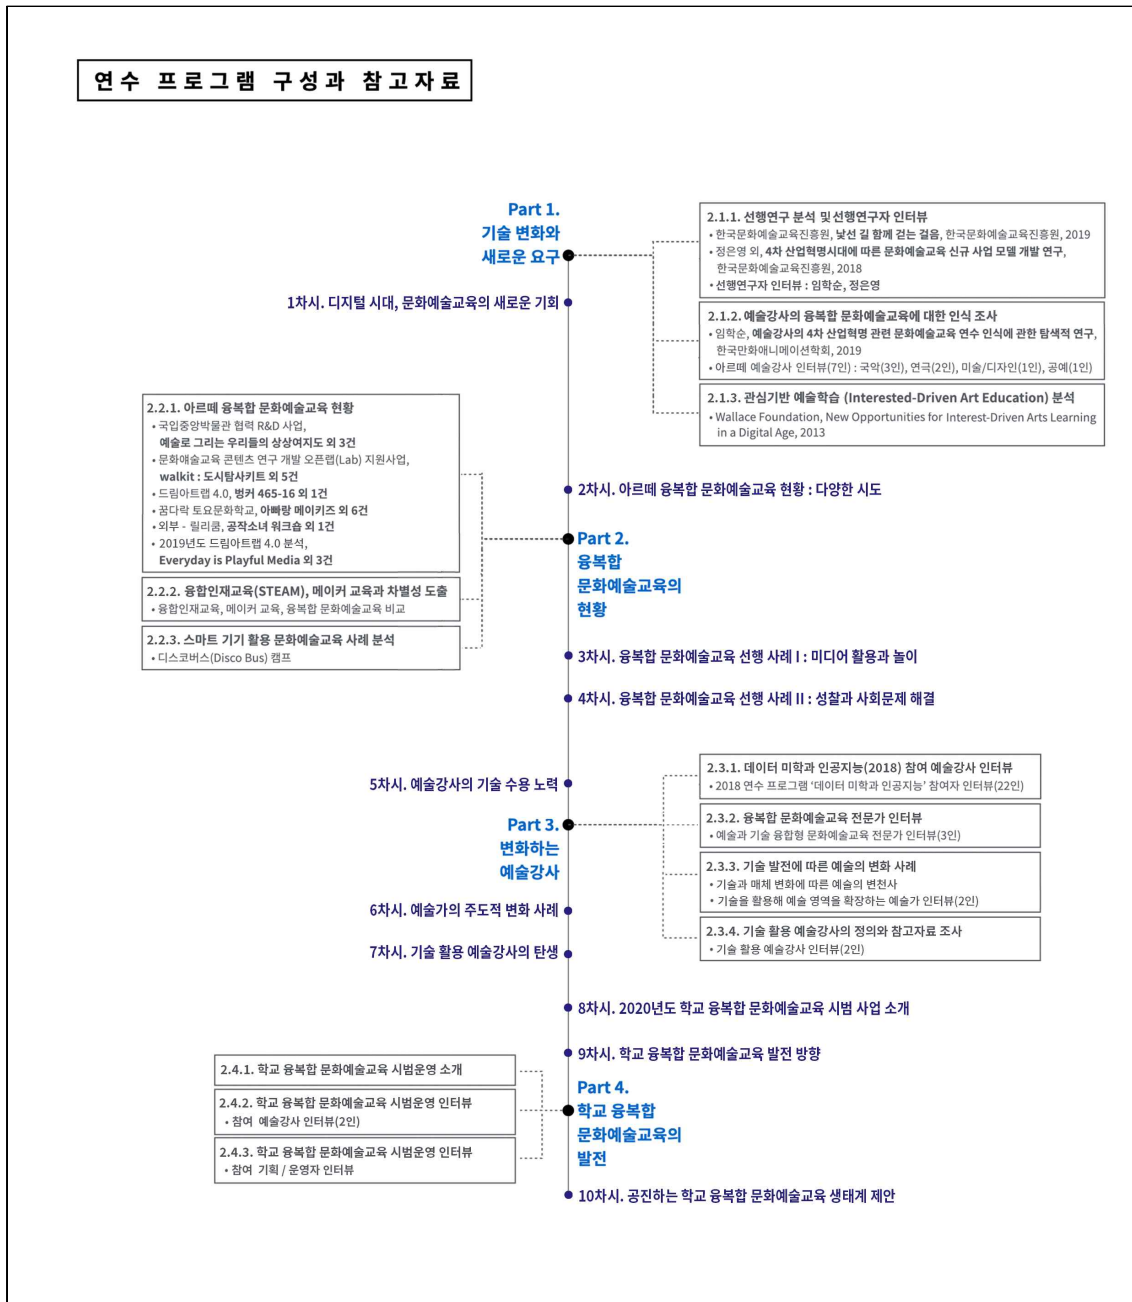 연수 프로그램 구성과 참고자료
Part 1.
기술 변화와
새로운 요구
2.1.1. 선행연구 분석 및 선행연구자 인터뷰
• 한국문화예술교육진흥원, 낯선 길 함께 걷는 걸음, 한국문화예술교육진흥원, 2019
• 정은영 외, 4차 산업혁명시대에 따른 문화예술교육 신규 사업 모델 개발 연구,
한국문화예술교육진흥원, 2018
• 선행연구자 인터뷰 : 임학순, 정은영
1차시. 디지털 시대, 문화예술교육의 새로운 기회
2.1.2. 예술강사의 융복합 문화예술교육에 대한 인식 조사
• 임학순, 예술강사의 4차 산업혁명 관련 문화예술교육 연수 인식에 관한 탐색적 연구,
한국만화애니메이션학회, 2019
• 아르떼 예술강사 인터뷰(7인) : 국악(3인), 연극(2인), 미술/디자인(1인), 공예(1인)
2.1.3. 관심기반 예술학습 (Interested-Driven Art Education) 분석
• Wallace Foundation, New Opportunities for Interest-Driven Arts Learning
in a Digital Age, 2013
2.2.1. 아르떼 융복합 문화예술교육 현황
• 국입중앙박물관 협력 R&D 사업,
예술로 그리는 우리들의 상상여지도 외 3건
• 문화얘술교육 콘텐츠 연구 개발 오픈랩(Lab) 지원사업,
walkit : 도시탐사키트 외 5건
• 드림아트랩 4.0, 벙커 465-16 외 1건
• 꿈다락 토요문화학교, 아빠랑 메이키즈 외 6건
• 외부 - 릴리쿰, 공작소녀 워크숍 외 1건
• 2019년도 드림아트랩 4.0 분석,
Everyday is Playful Media 외 3건
2차시. 아르떼 융복합 문화예술교육 현황 : 다양한 시도
Part 2.
융복합
문화예술교육의
현황
2.2.2. 융합인재교육(STEAM), 메이커 교육과 차별성 도출
• 융합인재교육, 메이커 교육, 융복합 문화예술교육 비교
2.2.3. 스마트 기기 활용 문화예술교육 사례 분석
• 디스코버스(Disco Bus) 캠프
3차시. 융복합 문화예술교육 선행 사례 I : 미디어 활용과 놀이
4차시. 융복합 문화예술교육 선행 사례 II : 성찰과 사회문제 해결
5차시. 예술강사의 기술 수용 노력
Part 3.
변화하는
예술강사
2.3.1. 데이터 미학과 인공지능(2018) 참여 예술강사 인터뷰
• 2018 연수 프로그램 ‘데이터 미학과 인공지능’ 참여자 인터뷰(22인)
2.3.2. 융복합 문화예술교육 전문가 인터뷰
• 예술과 기술 융합형 문화예술교육 전문가 인터뷰(3인)
2.3.3. 기술 발전에 따른 예술의 변화 사례
• 기술과 매체 변화에 따른 예술의 변천사
• 기술을 활용해 예술 영역을 확장하는 예술가 인터뷰(2인)
2.3.4. 기술 활용 예술강사의 정의와 참고자료 조사
• 기술 활용 예술강사 인터뷰(2인)
6차시. 예술가의 주도적 변화 사례
7차시. 기술 활용 예술강사의 탄생
8차시. 2020년도 학교 융복합 문화예술교육 시범 사업 소개
9차시. 학교 융복합 문화예술교육 발전 방향
Part 4.
학교 융복합
문화예술교육의
발전
2.4.1. 학교 융복합 문화예술교육 시범운영 소개
2.4.2. 학교 융복합 문화예술교육 시범운영 인터뷰
• 참여 예술강사 인터뷰(2인)
2.4.3. 학교 융복합 문화예술교육 시범운영 인터뷰
• 참여 기획 / 운영자 인터뷰
10차시. 공진하는 학교 융복합 문화예술교육 생태계 제안